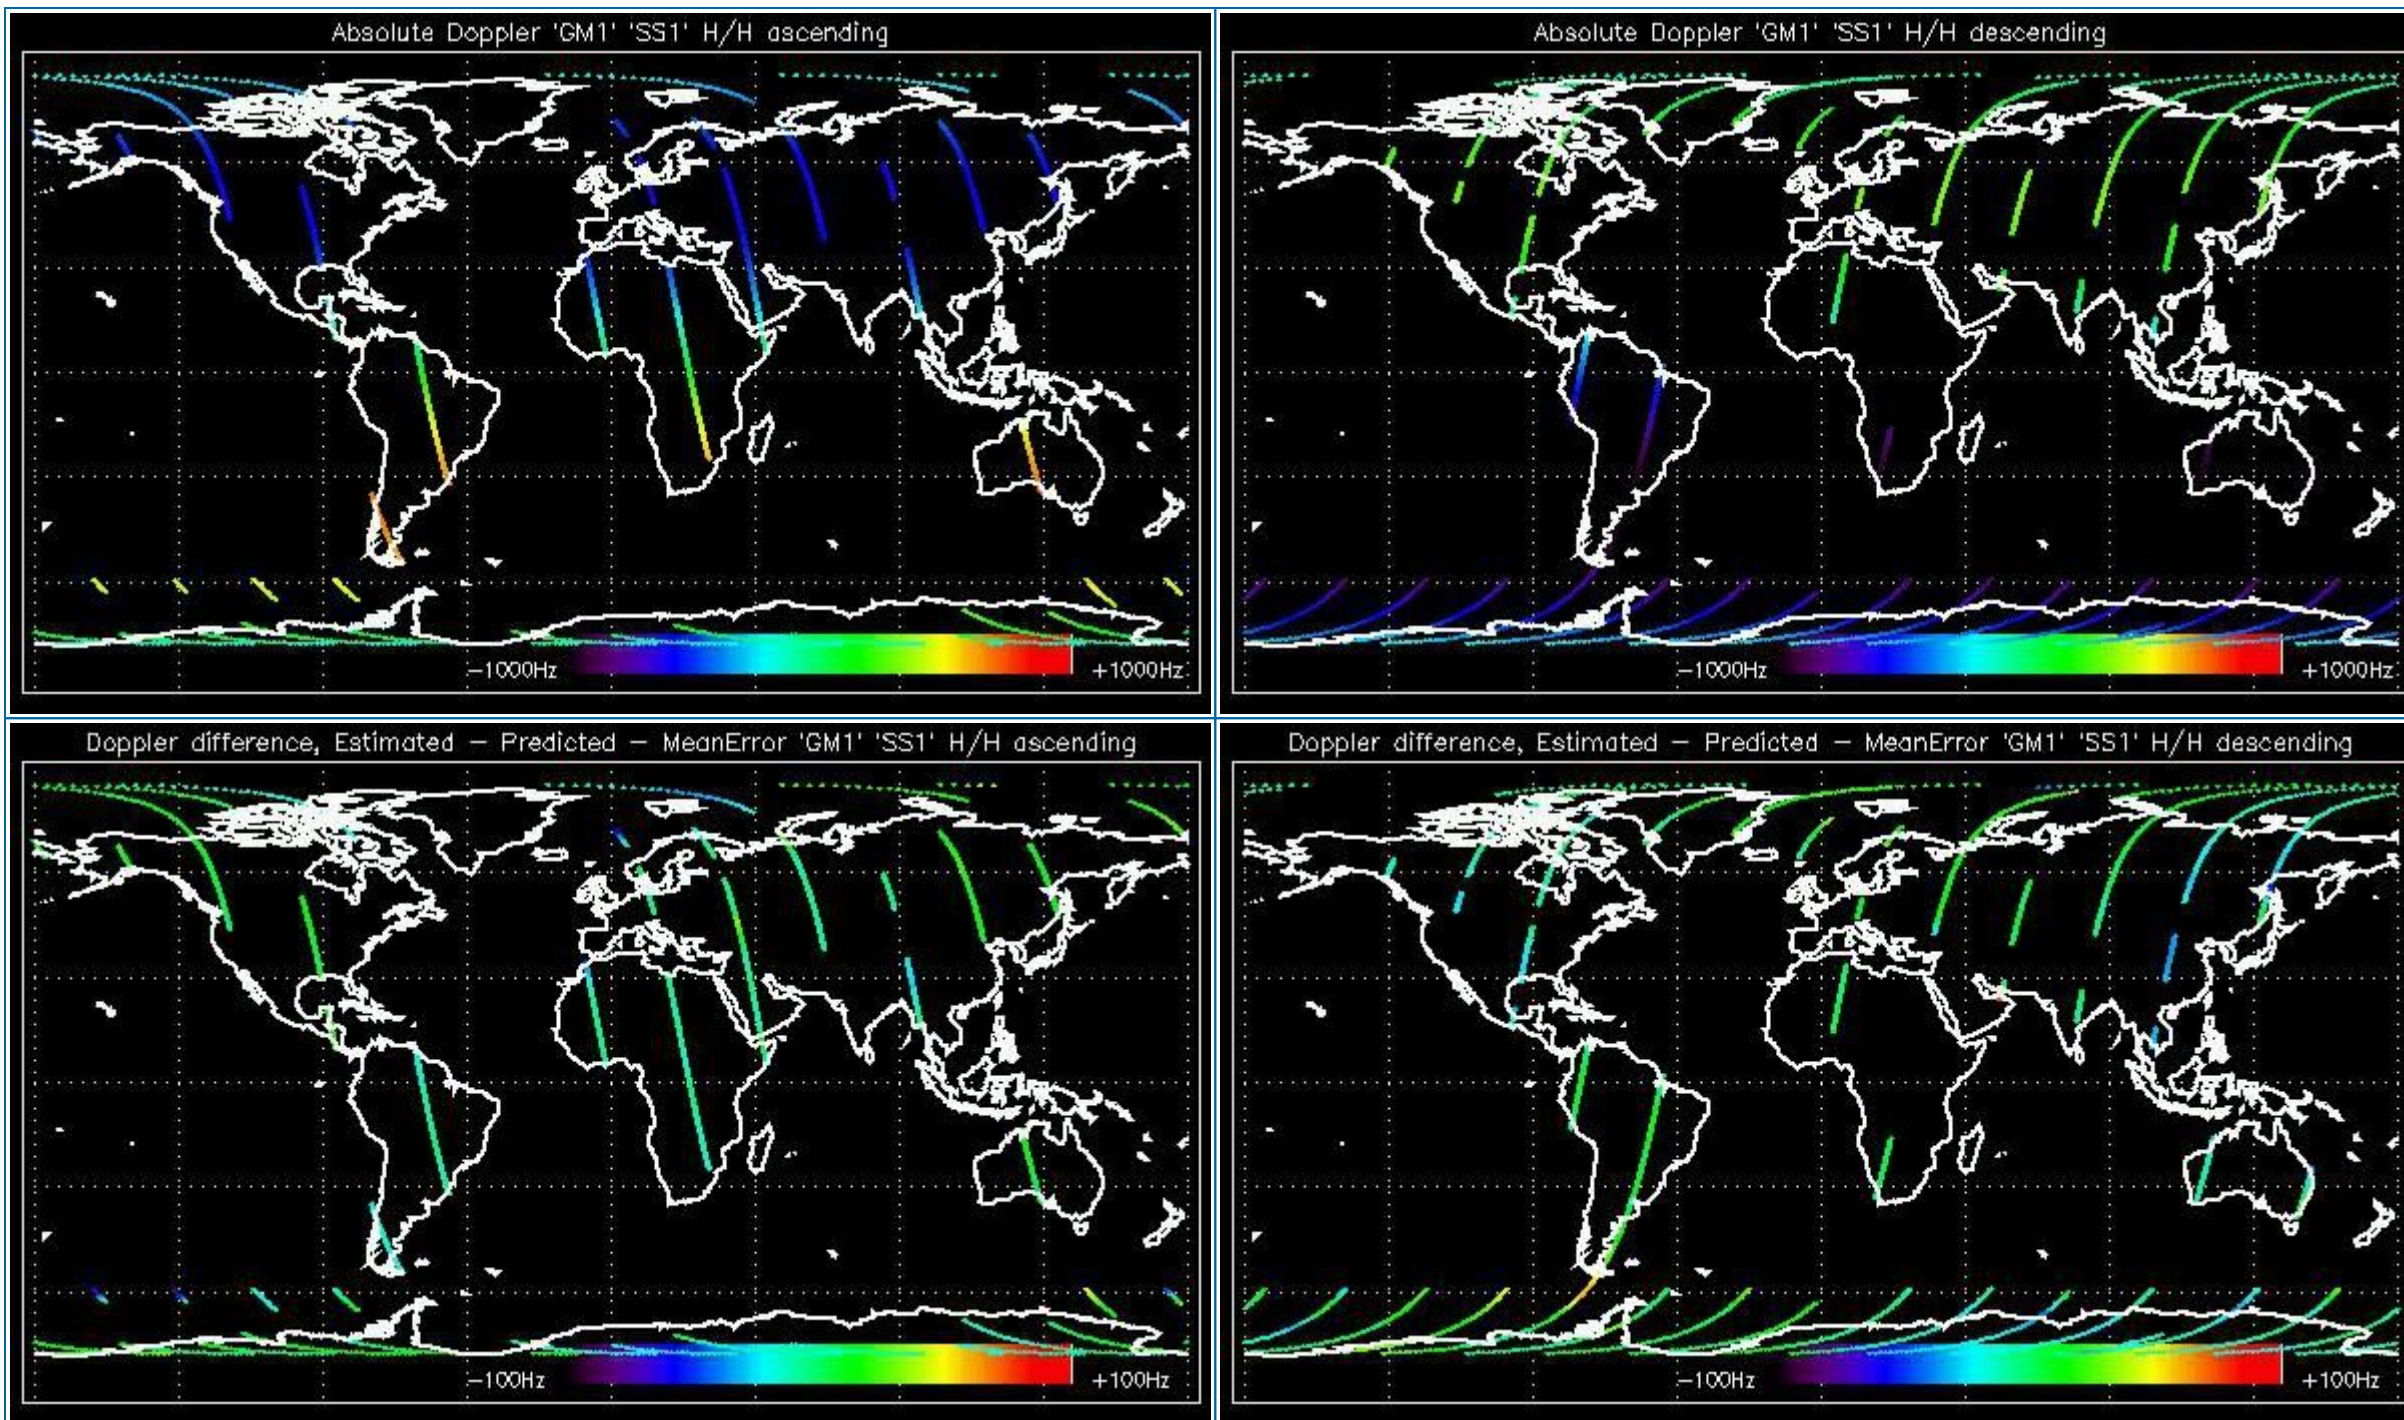 Absolute Doppler 'GM1' 'SS1' H/H ascending
−1000Hz
+1000Hz
Absolute Doppler 'GM1' 'SS1' H/H descending
−1000Hz
+1000Hz
Doppler difference, Estimated − Predicted − MeanError 'GM1' 'SS1' H/H ascending
−100Hz
+100Hz
Doppler difference, Estimated − Predicted − MeanError 'GM1' 'SS1' H/H descending
−100Hz
+100Hz